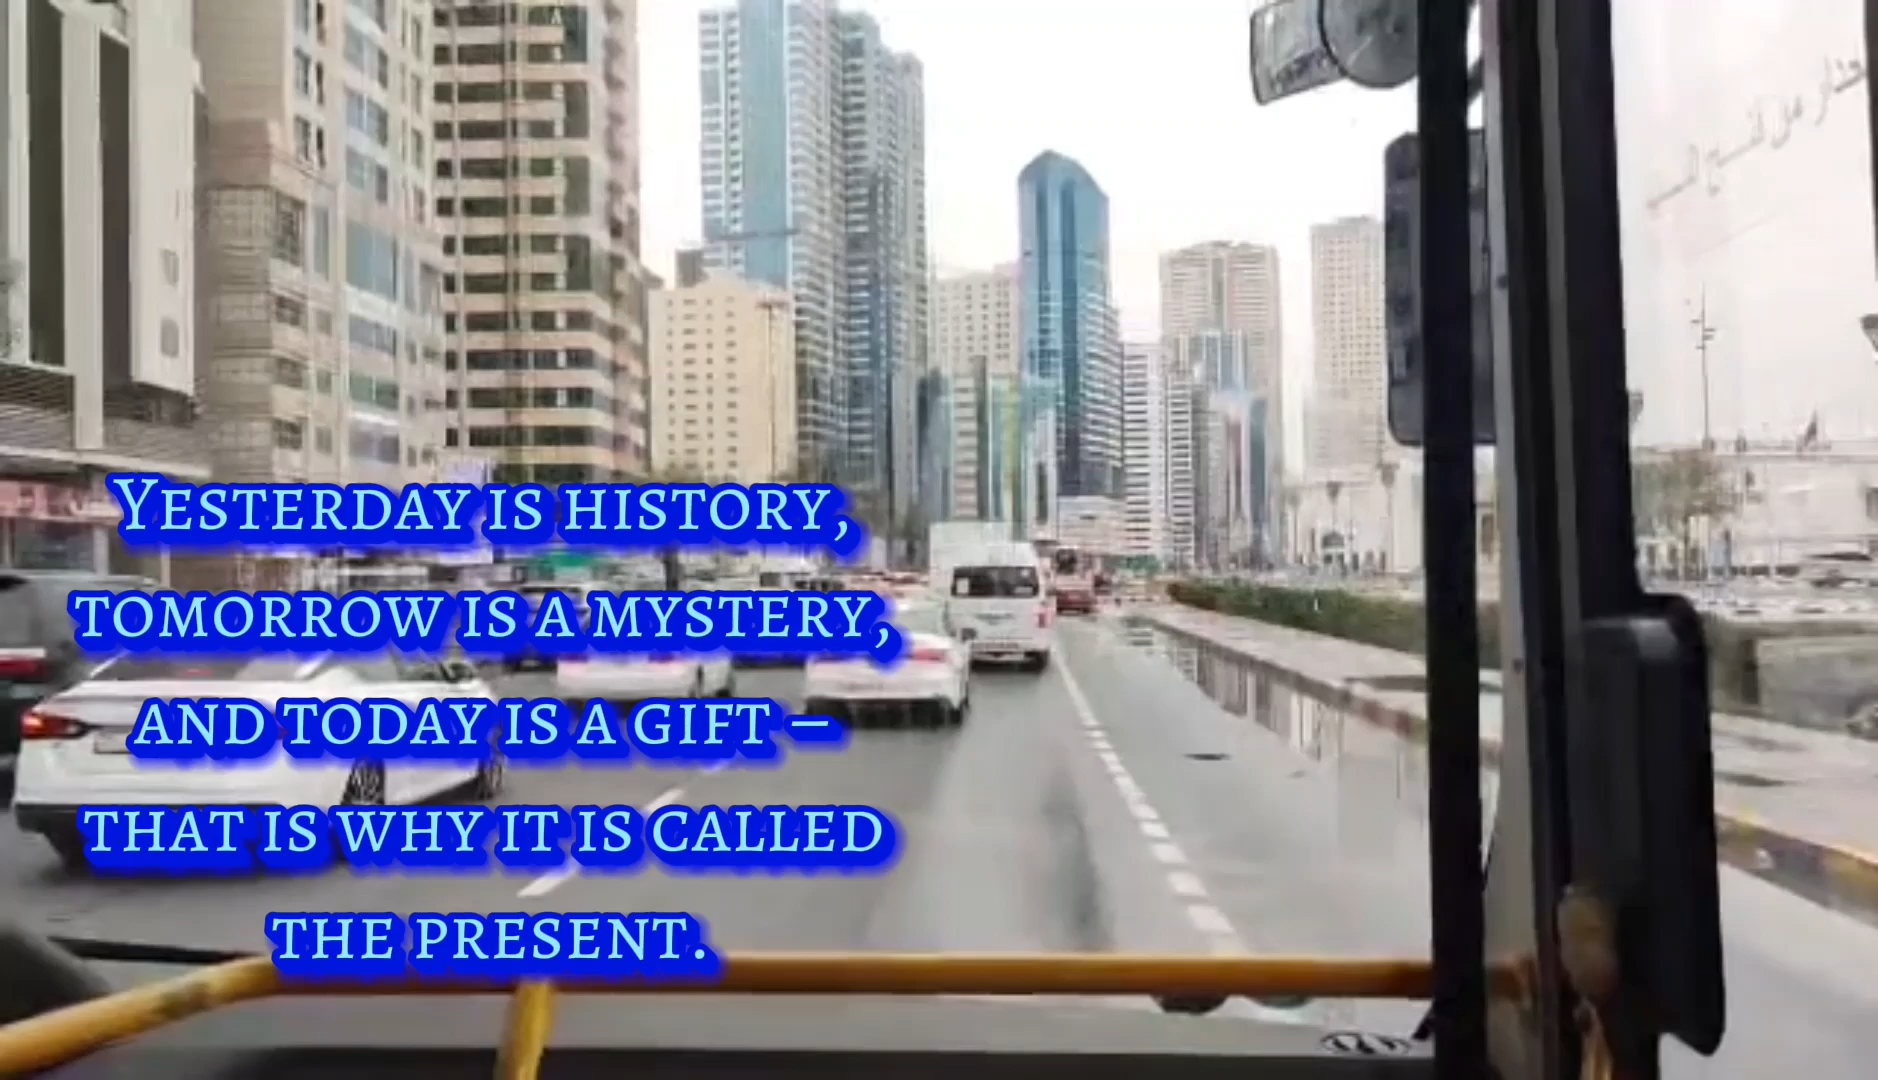 Yesterday is history,
tomorrow is a mystery,
and today is a gift –
that is why it is called
the present.